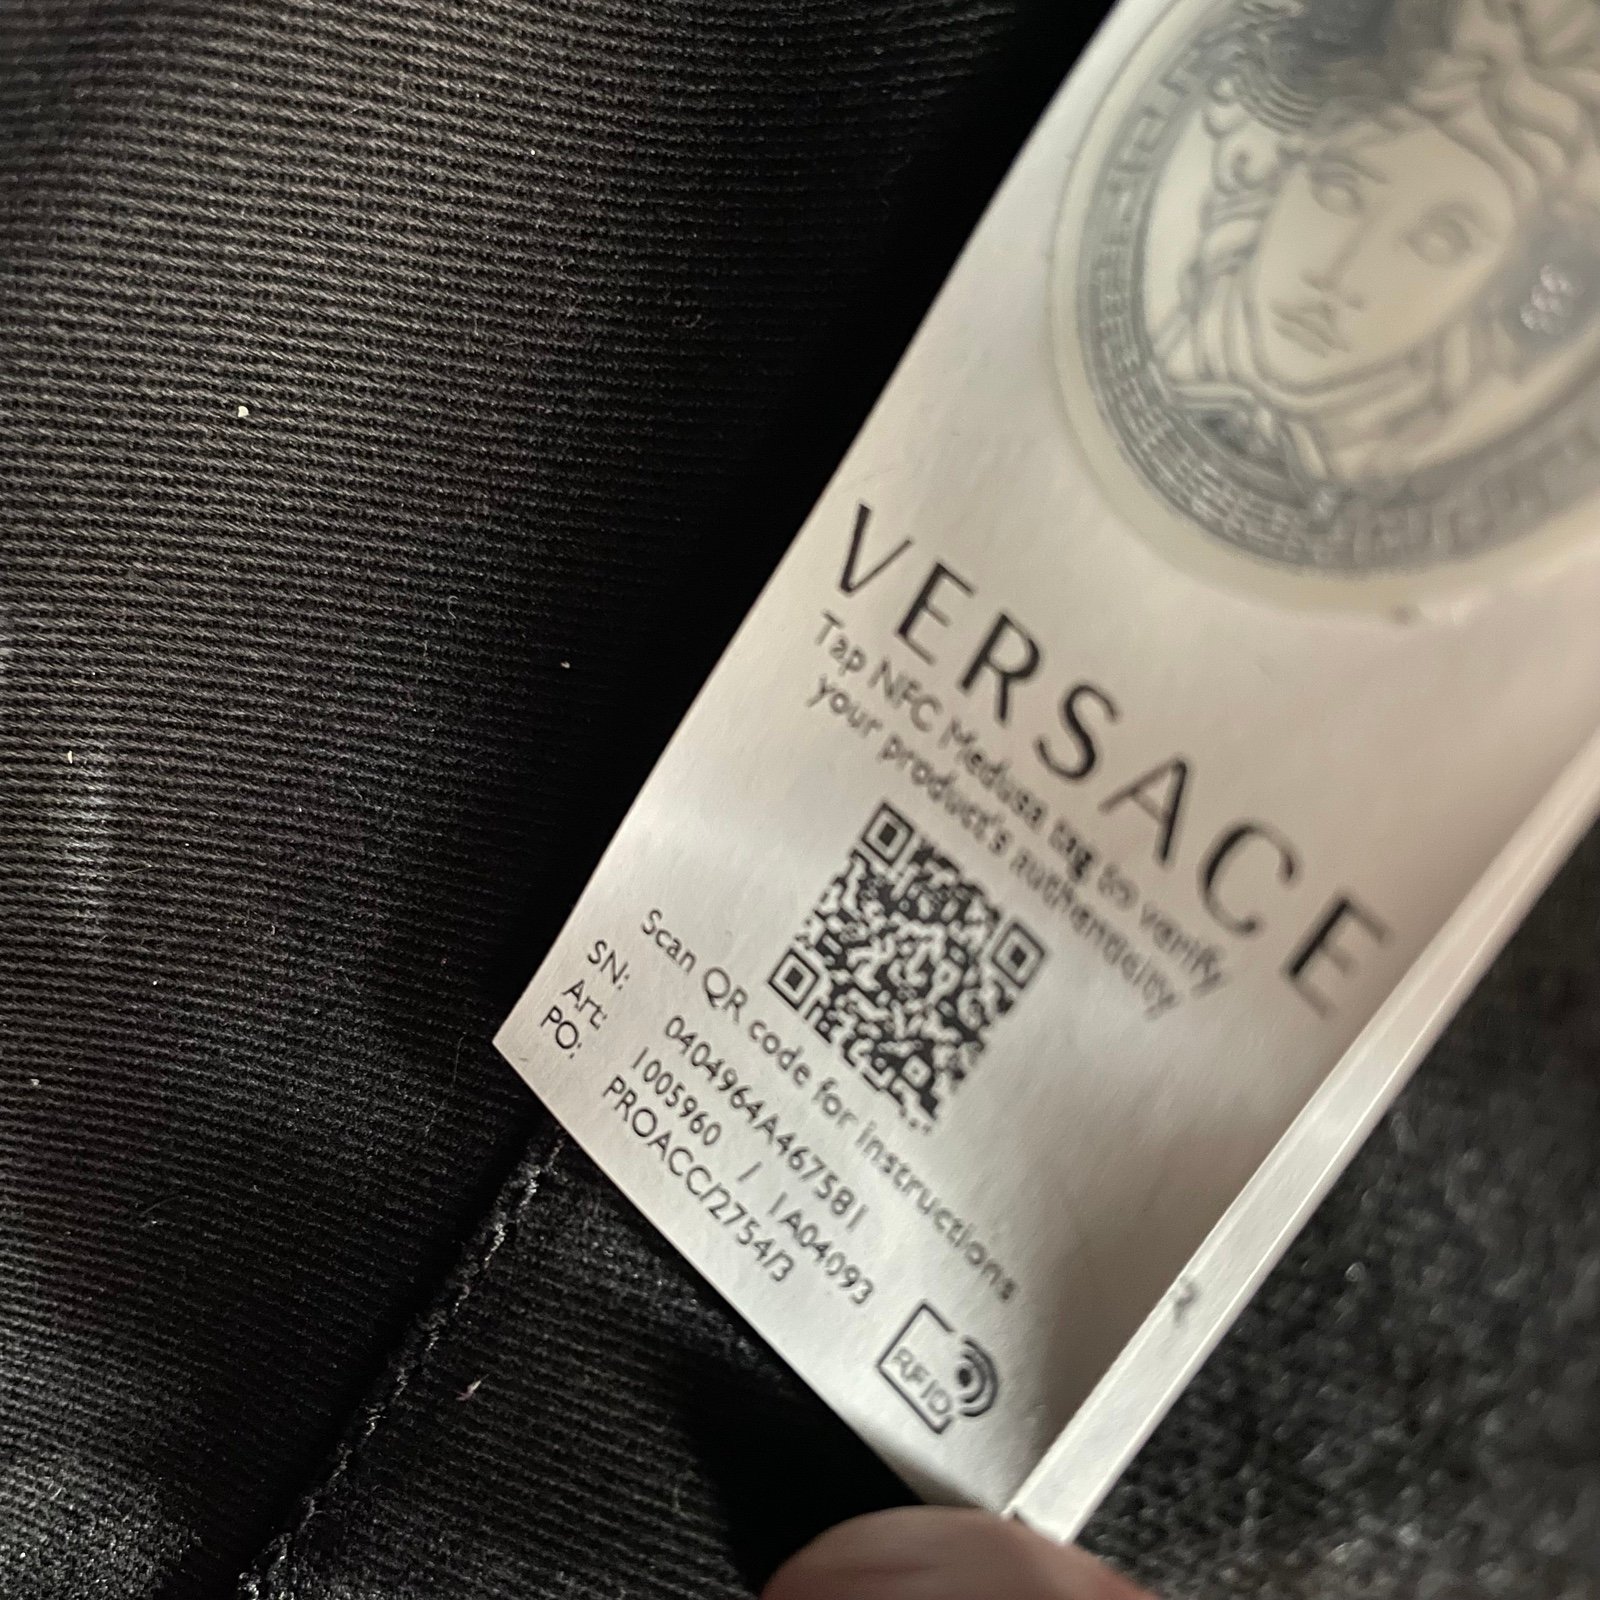 VERSACE
Tap NFC Medusa tag to verify
your product's authenticity
Scan QR code for instructions
SN: 0404964A467581
Art: 1005960 / 1A04093
PO: PROACC/2754/3
RFID
2